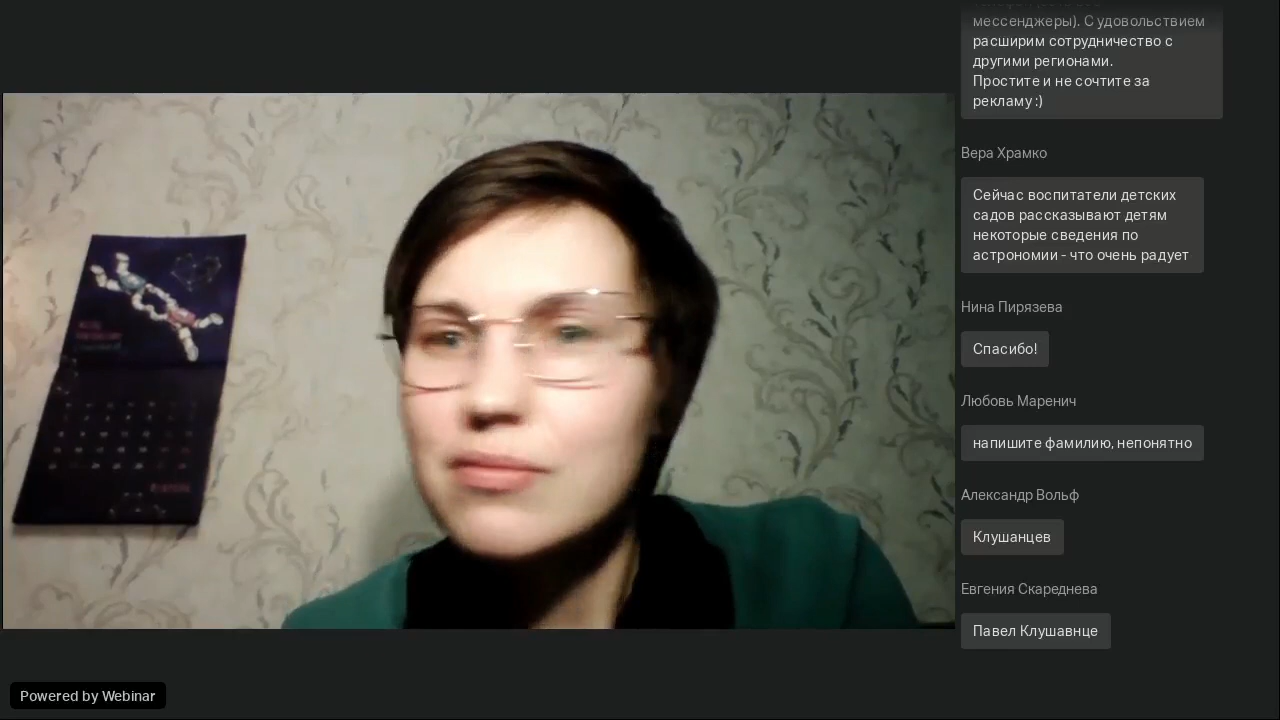 мессенджеры). С удовольствием
расширим сотрудничество с
другими регионами.
Простите и не сочтите за
рекламу :)
Вера Храмко
Сейчас воспитатели детских
садов рассказывают детям
некоторые сведения по
астрономии - что очень радует
Нина Пирязева
Спасибо!
Любовь Маренич
напишите фамилию, непонятно
Александр Вольф
Клушанцев
Евгения Скареднева
Павел Клушавнце
Powered by Webinar